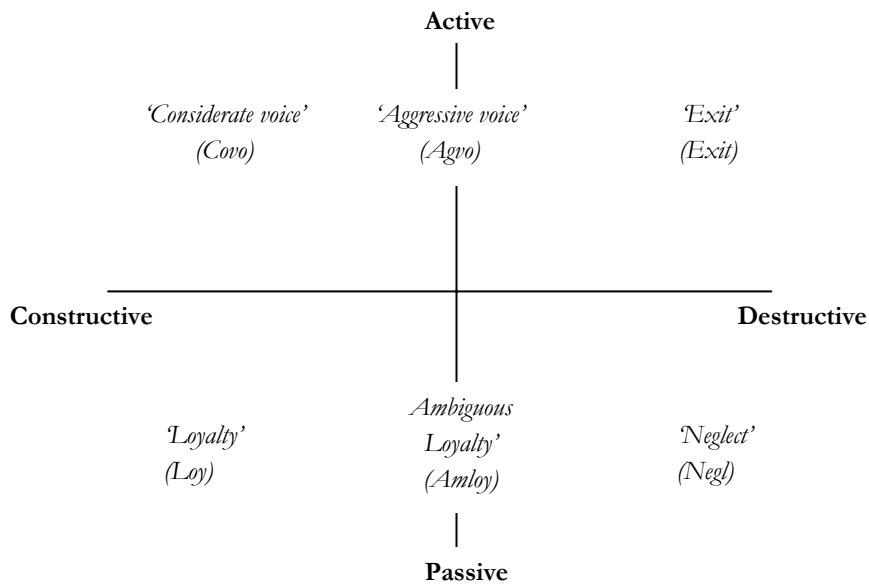 Active
‘Considerate voice’ ‘Aggressive voice’ ‘Exit’
(Covo) (Agvo) (Exit)
Constructive Destructive
Ambiguous
‘Loyalty’ Loyalty’ ‘Neglect’
(Loy) (Amloy) (Negl)
Passive